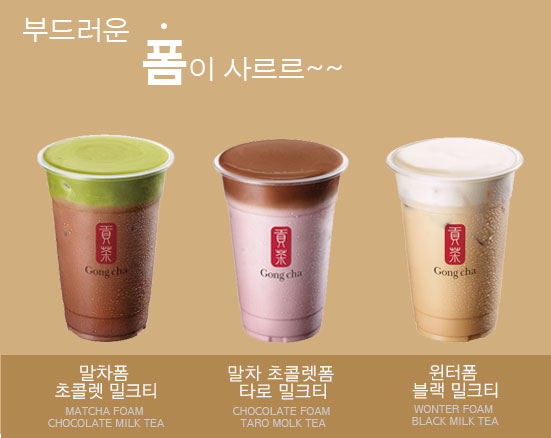 부드러운
폼이 사르르~~
貢茶
Gong cha
貢茶
Gong cha
貢茶
Gong cha
말차폼
초콜렛 밀크티
MATCHA FOAM
CHOCOLATE MILK TEA
말차 초콜렛폼
타로 밀크티
CHOCOLATE FOAM
TARO MOLK TEA
윈터폼
블랙 밀크티
WONTER FOAM
BLACK MILK TEA